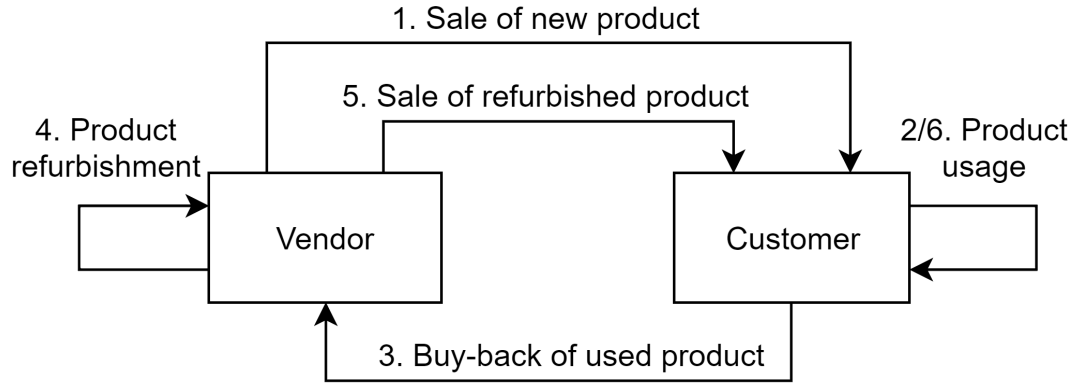 1. Sale of new product
5. Sale of refurbished product
4. Product
refurbishment
2/6. Product
usage
Vendor
Customer
3. Buy-back of used product